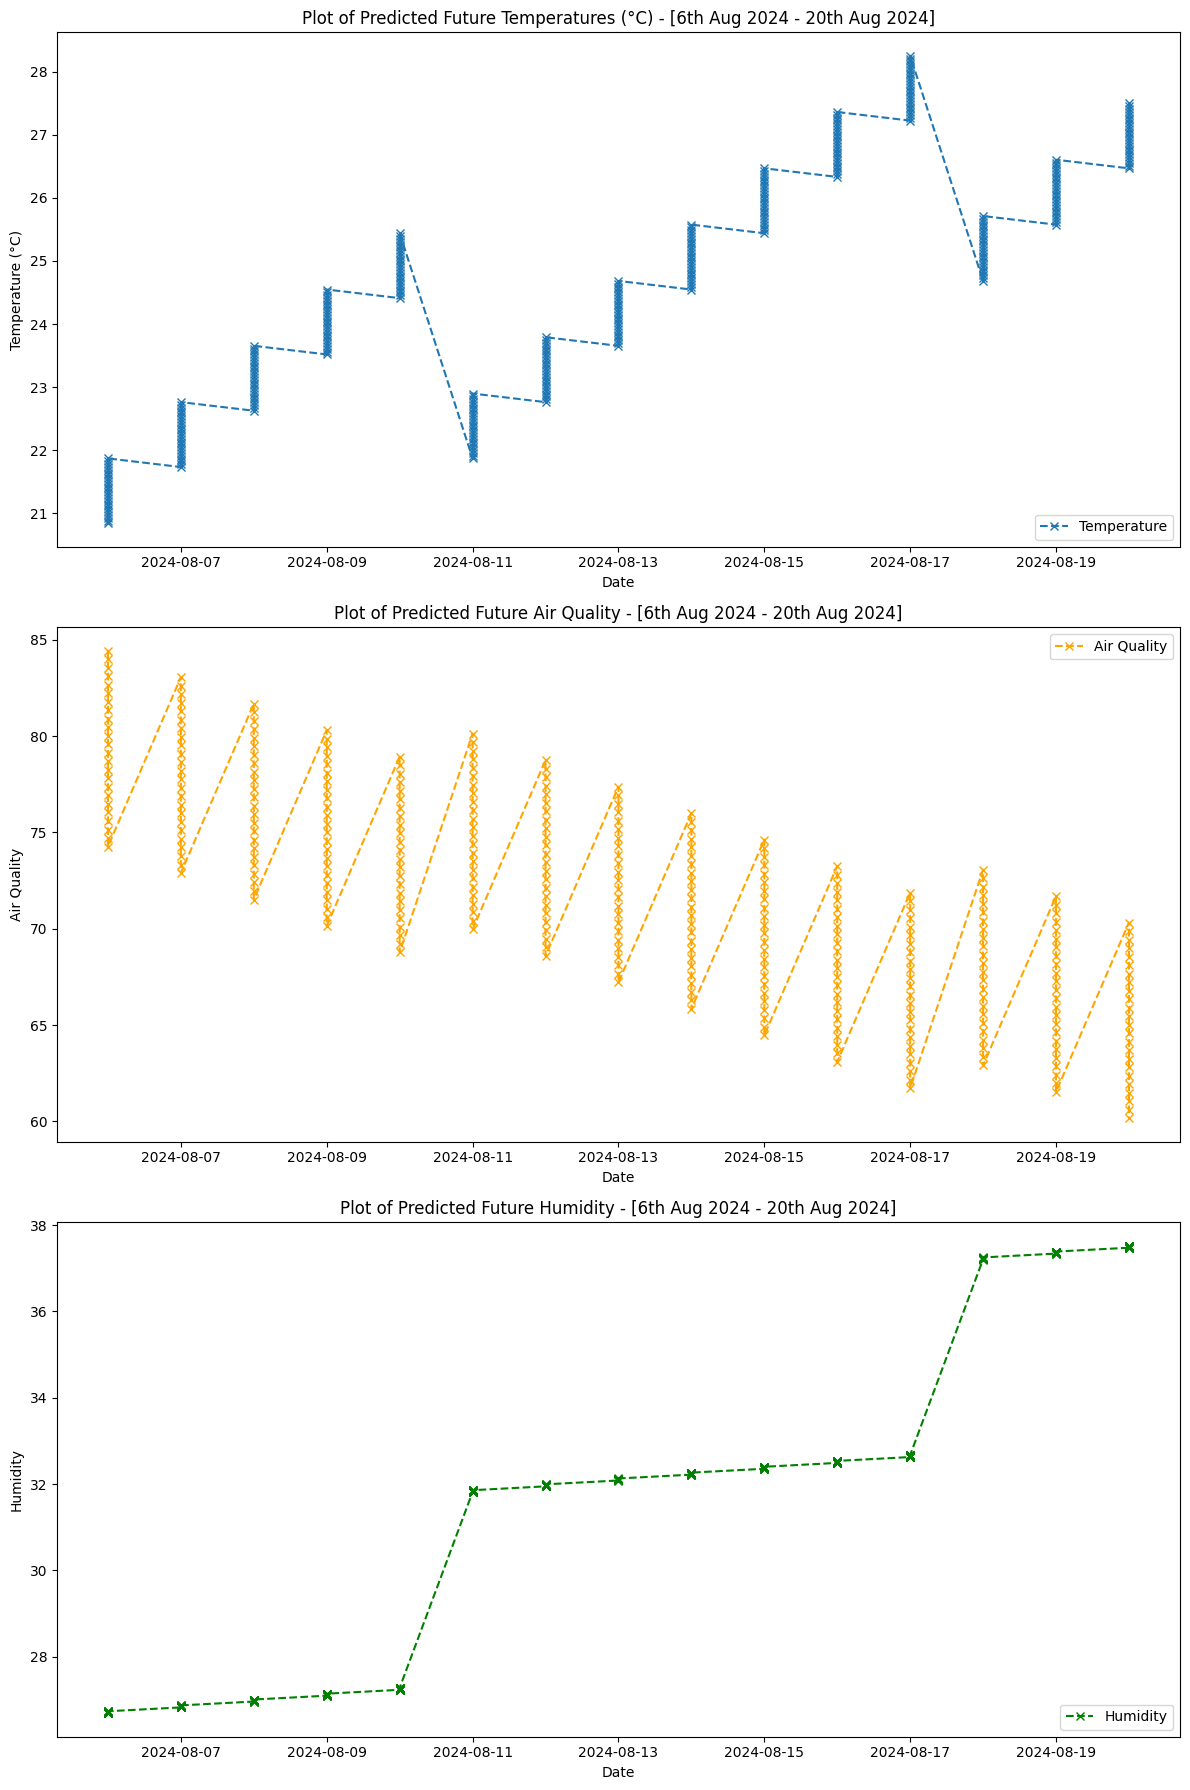 Plot of Predicted Future Temperatures (°C) - [6th Aug 2024 - 20th Aug 2024]
28
27
26
25
24
23
22
21
Temperature (°C)
Temperature
2024-08-07 2024-08-09 2024-08-11 2024-08-13 2024-08-15 2024-08-17 2024-08-19
Date
Plot of Predicted Future Air Quality - [6th Aug 2024 - 20th Aug 2024]
85
80
75
70
65
60
Air Quality
Air Quality
2024-08-07 2024-08-09 2024-08-11 2024-08-13 2024-08-15 2024-08-17 2024-08-19
Date
Plot of Predicted Future Humidity - [6th Aug 2024 - 20th Aug 2024]
38
36
34
32
30
28
Humidity
Humidity
2024-08-07 2024-08-09 2024-08-11 2024-08-13 2024-08-15 2024-08-17 2024-08-19
Date